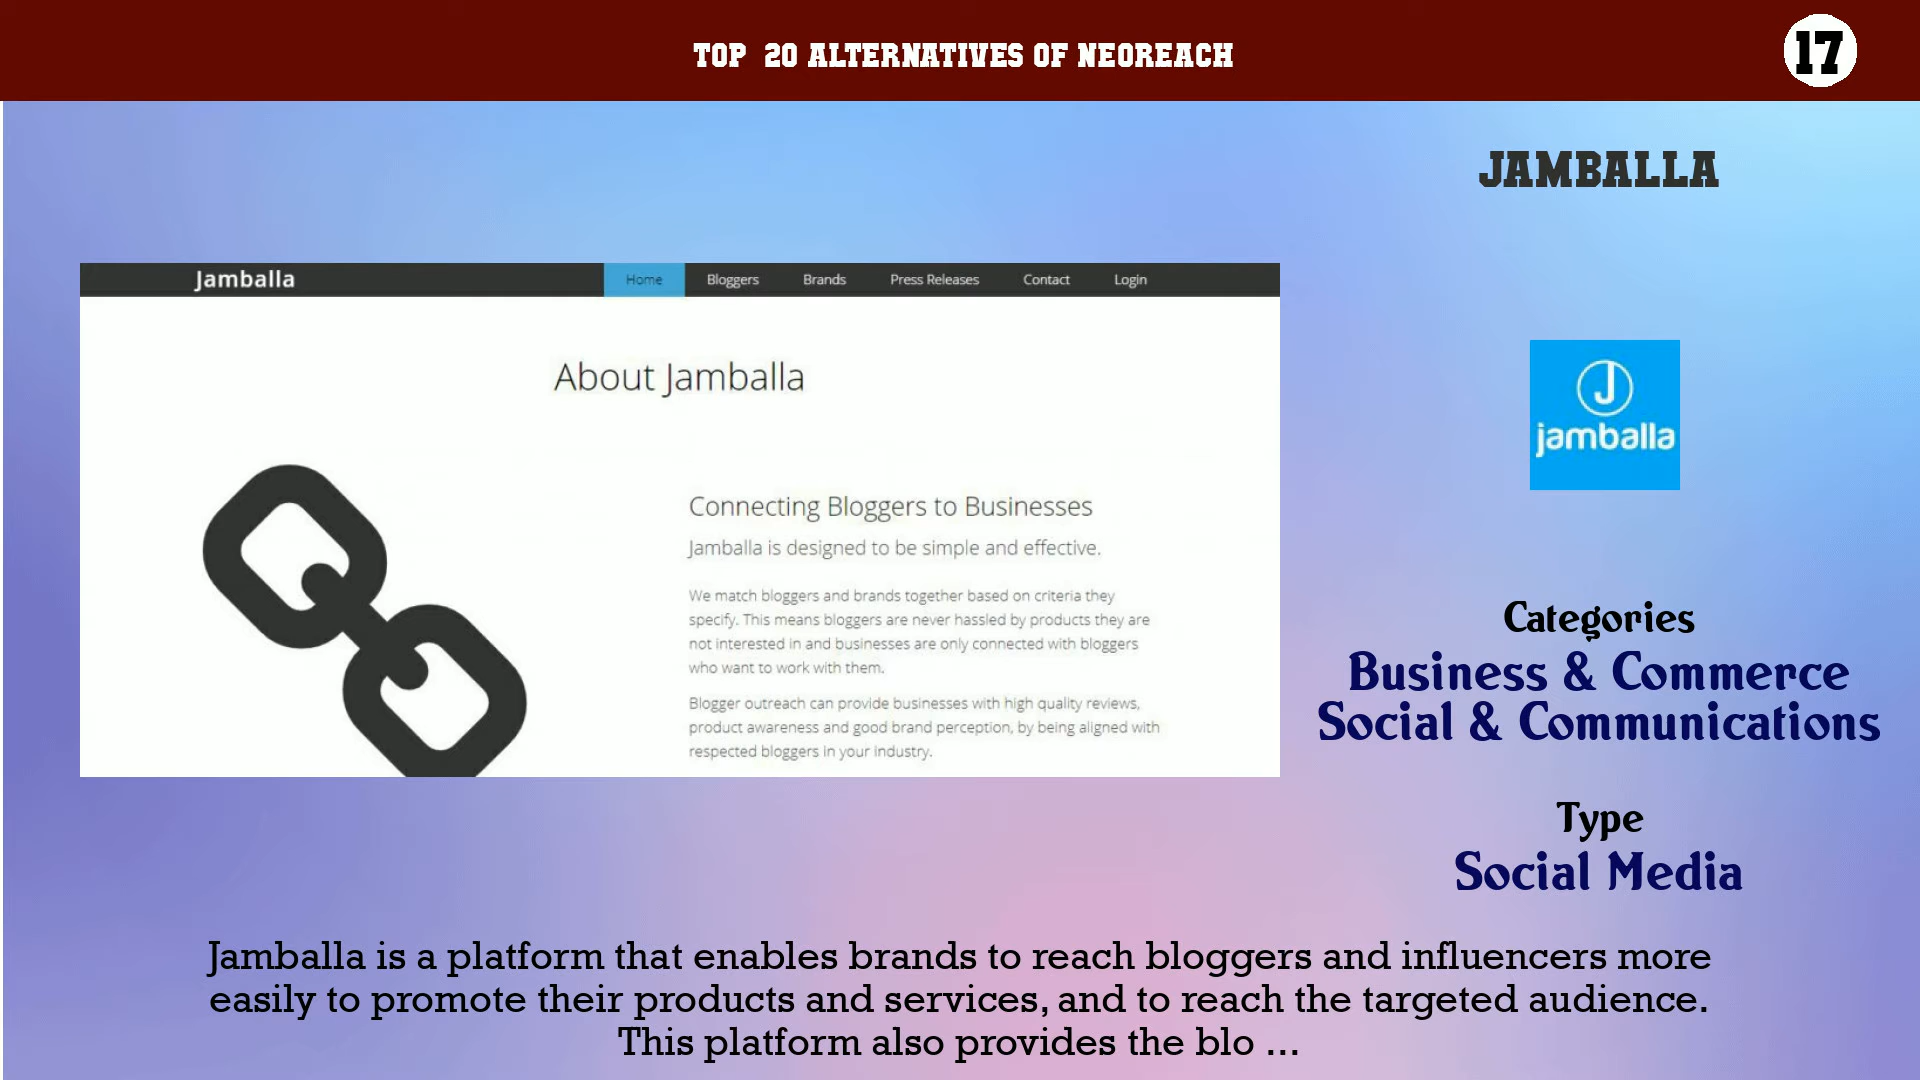 TOP 20 ALTERNATIVES OF NEOREACH
17
JAMBALLA
Jamballa
Home
Bloggers
Brands
Press Releases
Contact
Login
About Jamballa
Connecting Bloggers to Businesses
Jamballa is designed to be simple and effective.
We match bloggers and brands together based on criteria they
specify. This means bloggers are never hassled by products they are
not interested in and businesses are only connected with bloggers
who want to work with them.
Blogger outreach can provide businesses with high quality reviews,
product awareness and good brand perception, by being aligned with
respected bloggers in your industry.
J
jamballa
Categories
Business & Commerce
Social & Communications
Type
Social Media
Jamballa is a platform that enables brands to reach bloggers and influencers more
easily to promote their products and services, and to reach the targeted audience.
This platform also provides the blo ...